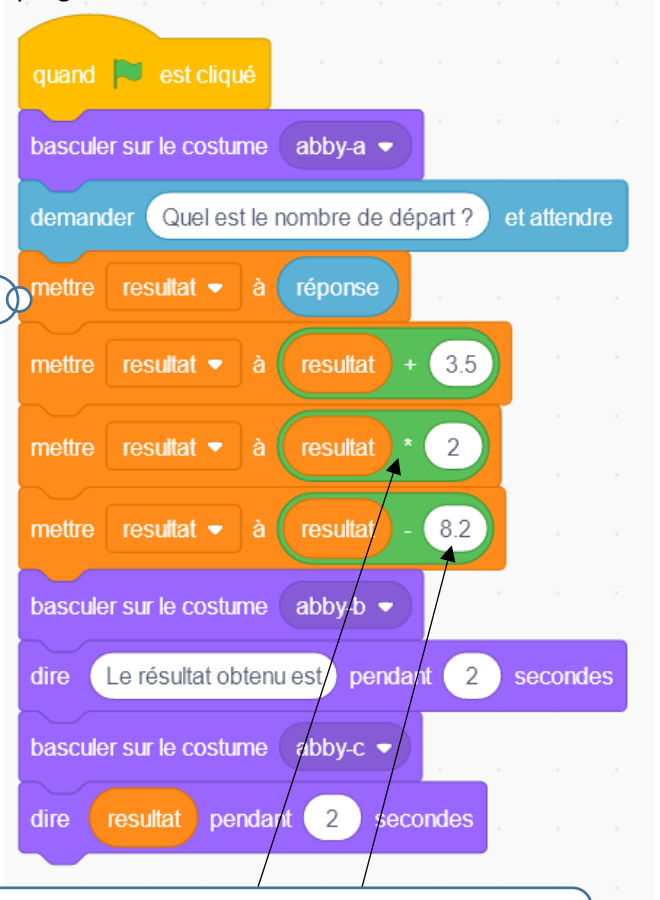 quand est cliqué
basculer sur le costume abby-a
demander Quel est le nombre de départ ? et attendre
mettre resultat à réponse
mettre resultat à resultat + 3.5
mettre resultat à resultat * 2
mettre resultat à resultat - 8.2
basculer sur le costume abby-b
dire Le résultat obtenu est pendant 2 secondes
basculer sur le costume abby-c
dire resultat pendant 2 secondes